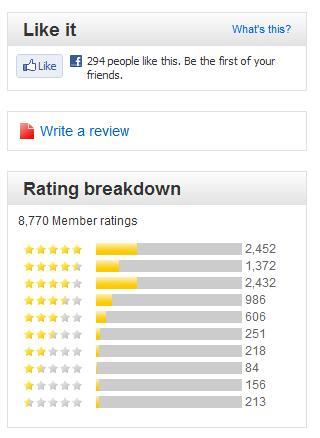 Like it
What's this?
Like
294 people like this. Be the first of your
friends.
Write a review
Rating breakdown
8,770 Member ratings
2,452
1,372
2,432
986
606
251
218
84
156
213